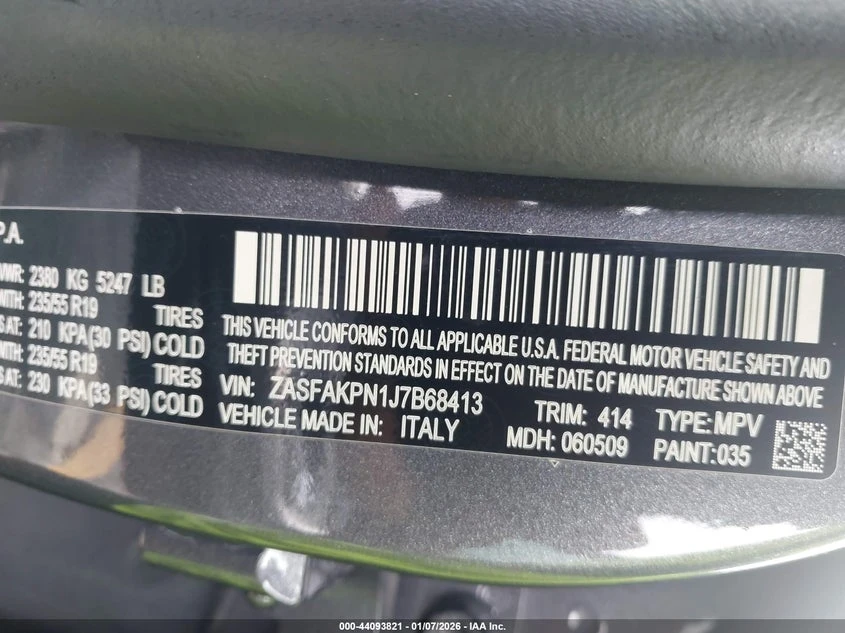 P.A.
VWR: 2380 KG 5247 LB
WITH: 235/55 R19 TIRES
S AT: 210 KPA(30 PSI) COLD
WITH: 235/55 R19 TIRES
S AT: 230 KPA(33 PSI) COLD
THIS VEHICLE CONFORMS TO ALL APPLICABLE U.S.A. FEDERAL MOTOR VEHICLE SAFETY AND
THEFT PREVENTION STANDARDS IN EFFECT ON THE DATE OF MANUFACTURE SHOWN ABOVE
VIN: ZASFAKPN1J7B68413 TRIM: 414 TYPE: MPV
VEHICLE MADE IN: ITALY MDH: 060509 PAINT:035
000-44093821 - 01/07/2026 - IAA Inc.